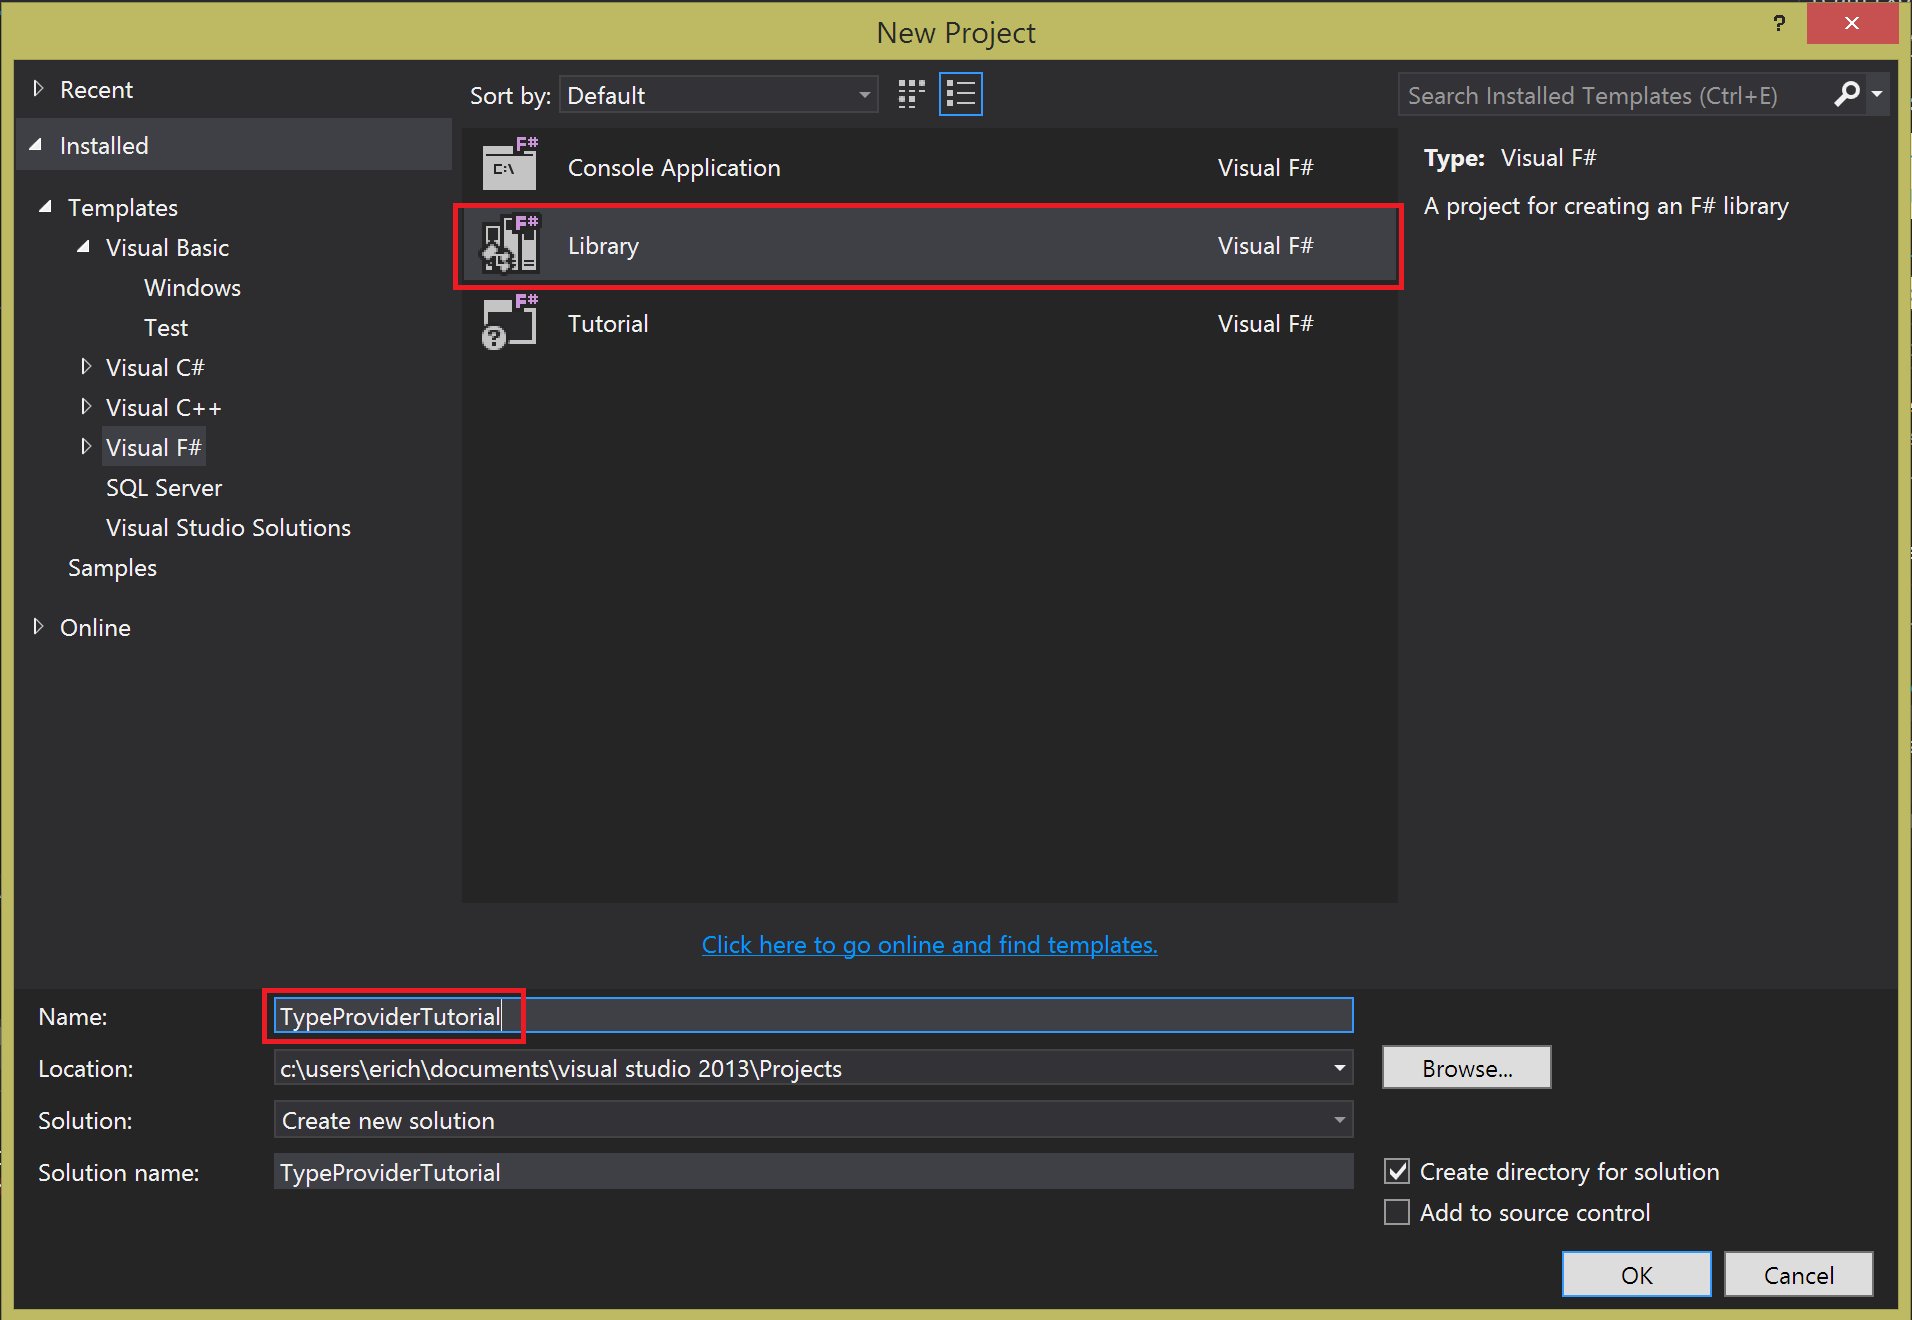 New Project
?
Recent
Installed
Templates
Visual Basic
Windows
Test
Visual C#
Visual C++
Visual F#
SQL Server
Visual Studio Solutions
Samples
Online
Sort by: Default
F# C:\ Console Application Visual F#
F# Library Visual F#
F# ? Tutorial Visual F#
Search Installed Templates (Ctrl+E)
Type: Visual F#
A project for creating an F# library
Click here to go online and find templates.
Name: TypeProviderTutorial
Location: c:\users\erich\documents\visual studio 2013\Projects Browse...
Solution: Create new solution
Solution name: TypeProviderTutorial
Create directory for solution
Add to source control
OK Cancel